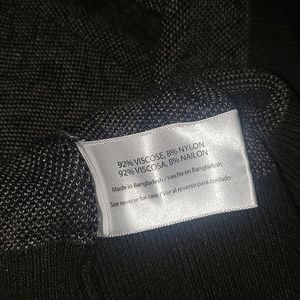 92% VISCOSE, 8% NYLON
92% VISCOSA, 8% NAILON
Made in Bangladesh / Hecho en Bangladesh
See reverse for care / Ver al reverso para cuidado